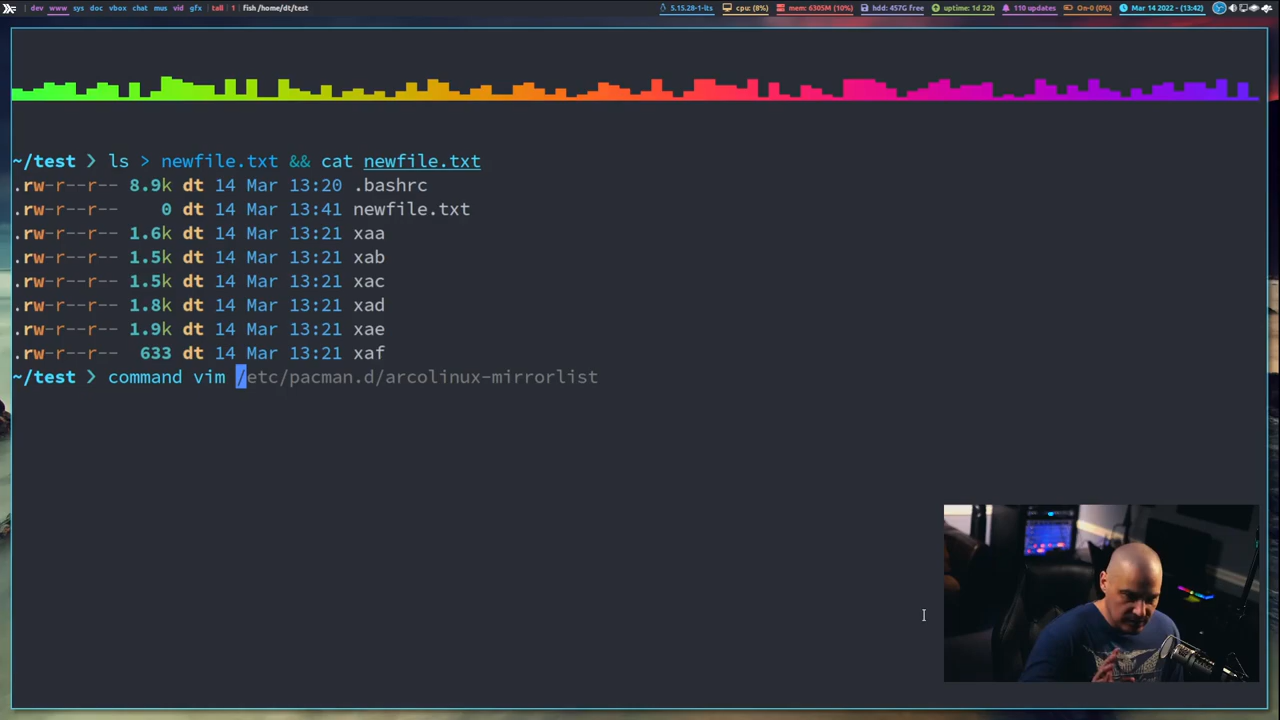 dev www sys doc vbox chat mus vid gfx | tall | 1 | fish /home/dt/test 5.15.28-1-lts cpu: (8%) mem: 6305M (10%) hdd: 457G free uptime: 1d 22h 110 updates On-0 (0%) Mar 14 2022 - (13:42)
~/test ❯ ls > newfile.txt && cat newfile.txt
.rw-r--r-- 8.9k dt 14 Mar 13:20 .bashrc
.rw-r--r-- 0 dt 14 Mar 13:41 newfile.txt
.rw-r--r-- 1.6k dt 14 Mar 13:21 xaa
.rw-r--r-- 1.5k dt 14 Mar 13:21 xab
.rw-r--r-- 1.5k dt 14 Mar 13:21 xac
.rw-r--r-- 1.8k dt 14 Mar 13:21 xad
.rw-r--r-- 1.9k dt 14 Mar 13:21 xae
.rw-r--r-- 633 dt 14 Mar 13:21 xaf
~/test ❯ command vim /etc/pacman.d/arcolinux-mirrorlist